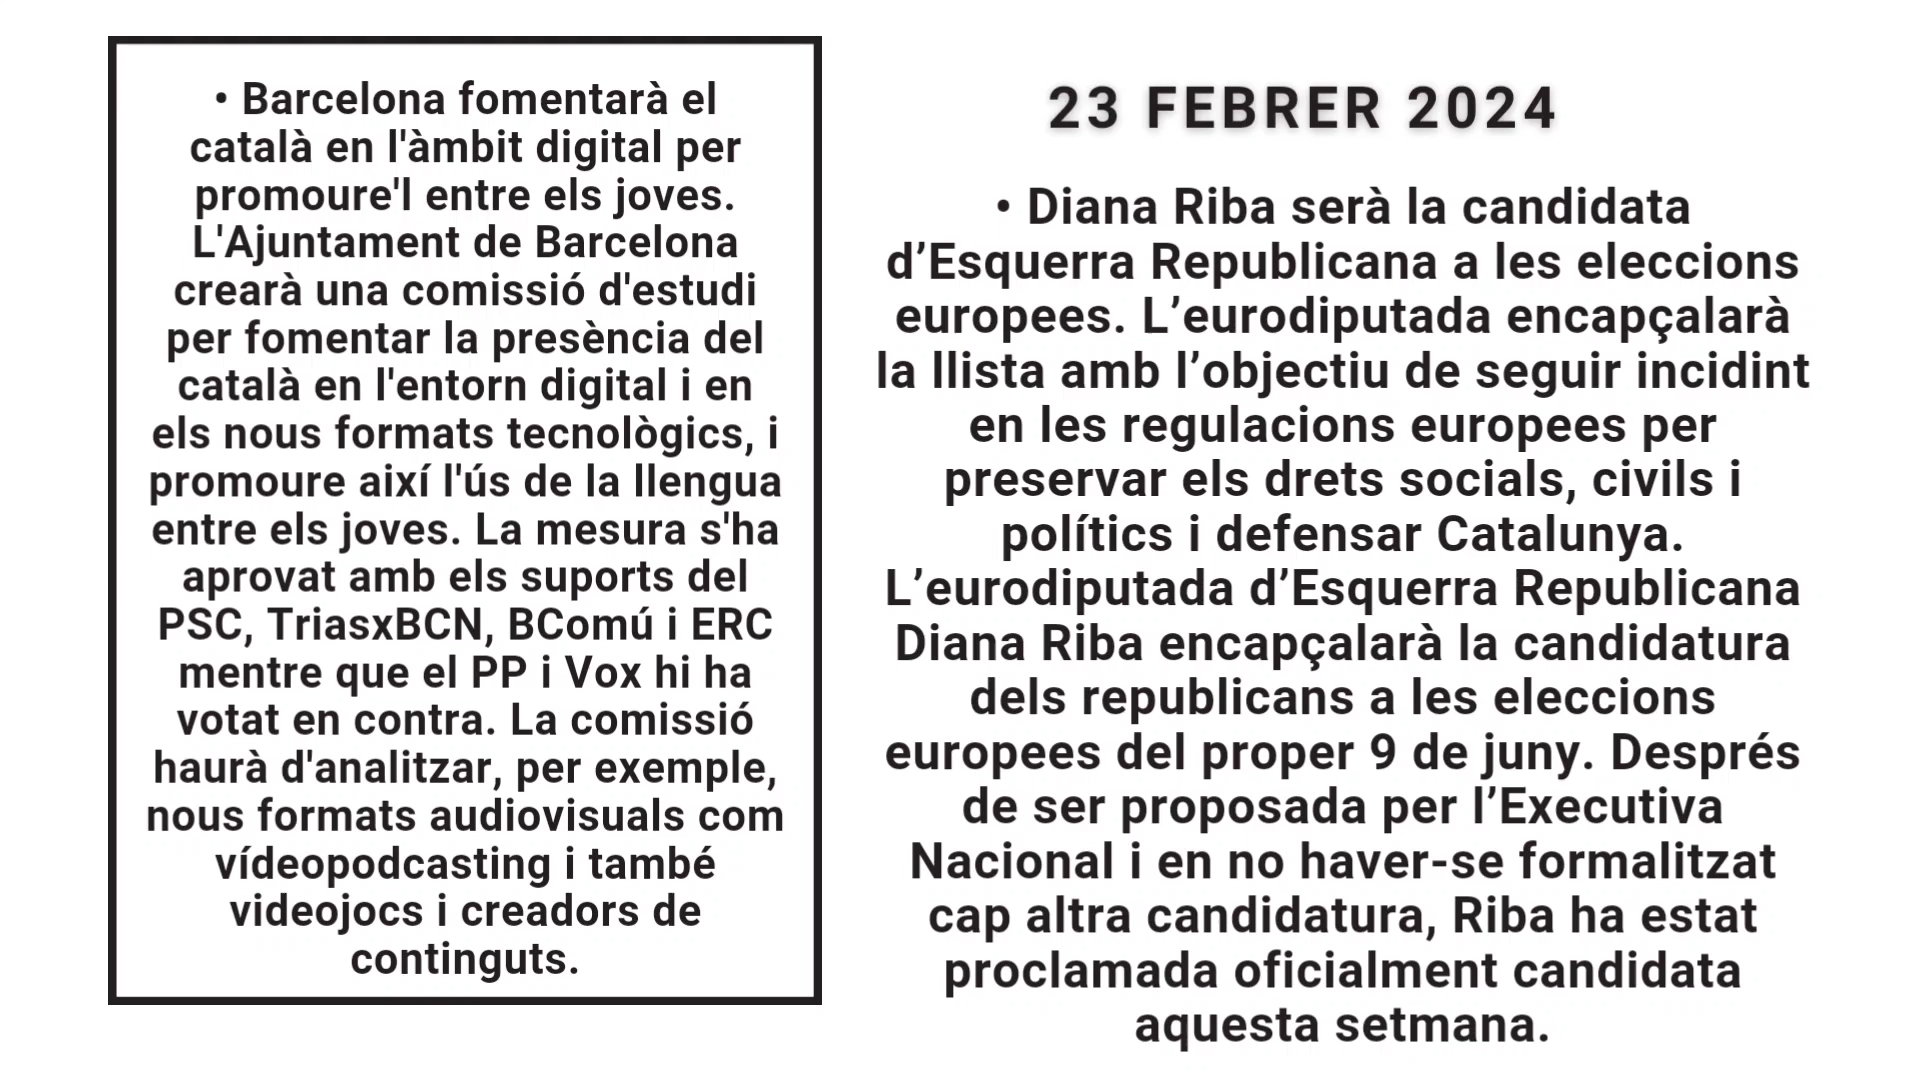 • Barcelona fomentarà el
català en l'àmbit digital per
promoure'l entre els joves.
L'Ajuntament de Barcelona
crearà una comissió d'estudi
per fomentar la presència del
català en l'entorn digital i en
els nous formats tecnològics, i
promoure així l'ús de la llengua
entre els joves. La mesura s'ha
aprovat amb els suports del
PSC, TriasxBCN, BComú i ERC
mentre que el PP i Vox hi ha
votat en contra. La comissió
haurà d'analitzar, per exemple,
nous formats audiovisuals com
vídeopodcasting i també
videojocs i creadors de
continguts.
23 FEBRER 2024
• Diana Riba serà la candidata
d’Esquerra Republicana a les eleccions
europees. L’eurodiputada encapçalarà
la llista amb l’objectiu de seguir incidint
en les regulacions europees per
preservar els drets socials, civils i
polítics i defensar Catalunya.
L’eurodiputada d’Esquerra Republicana
Diana Riba encapçalarà la candidatura
dels republicans a les eleccions
europees del proper 9 de juny. Després
de ser proposada per l’Executiva
Nacional i en no haver-se formalitzat
cap altra candidatura, Riba ha estat
proclamada oficialment candidata
aquesta setmana.